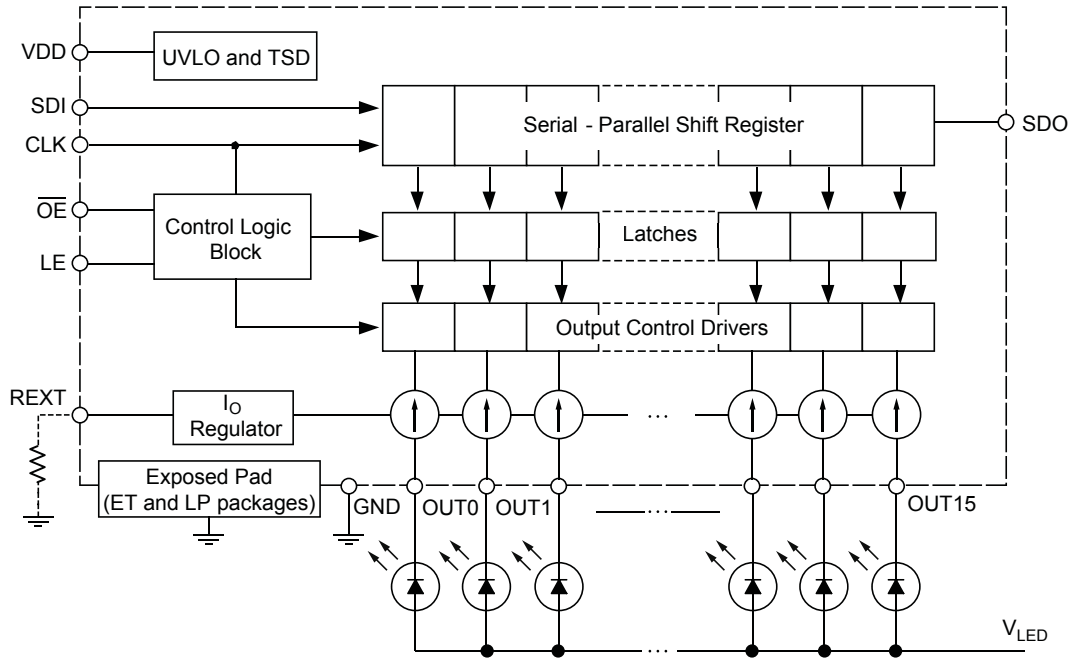 VDD
UVLO and TSD
SDI
Serial - Parallel Shift Register
SDO
CLK
OE
Control Logic
Block
Latches
LE
Output Control Drivers
REXT
IO
Regulator
...
...
Exposed Pad
(ET and LP packages)
GND
OUT0
OUT1
OUT15
...
VLED
...